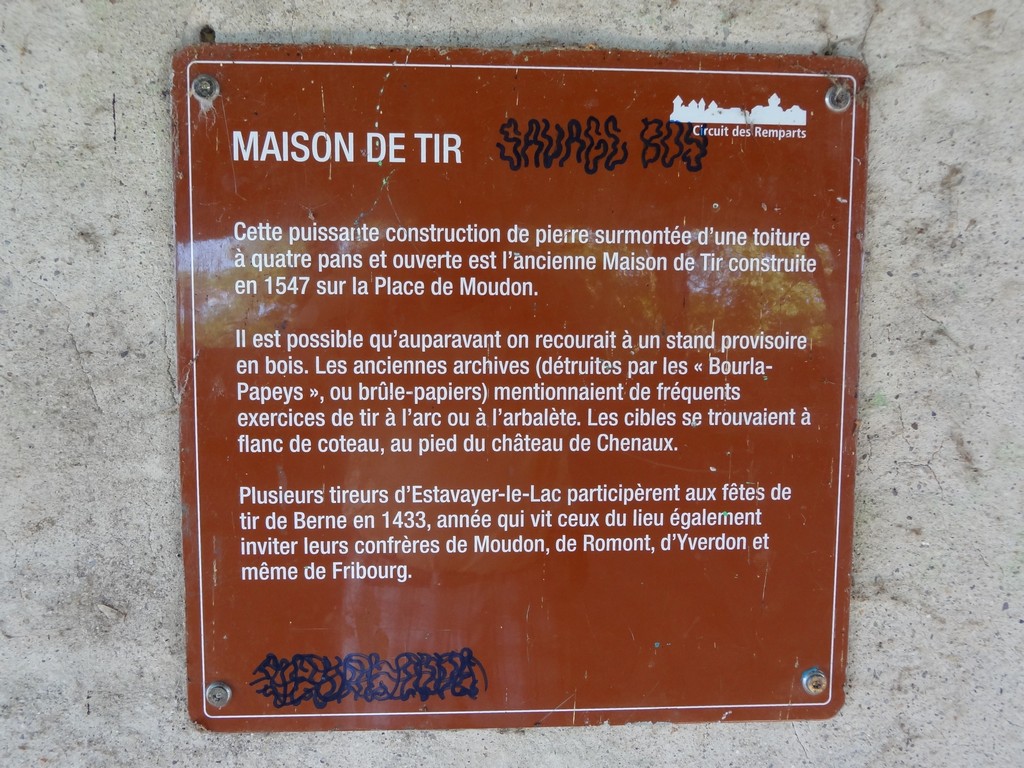 Circuit des Remparts
MAISON DE TIR SAVAGE BOY
Cette puissante construction de pierre surmontée d'une toiture
à quatre pans et ouverte est l'ancienne Maison de Tir construite
en 1547 sur la Place de Moudon.
Il est possible qu'auparavant on recourait à un stand provisoire
en bois. Les anciennes archives (détruites par les « Bourla-
Papeys », ou brûle-papiers) mentionnaient de fréquents
exercices de tir à l'arc ou à l'arbalète. Les cibles se trouvaient à
flanc de coteau, au pied du château de Chenaux.
Plusieurs tireurs d'Estavayer-le-Lac participèrent aux fêtes de
tir de Berne en 1433, année qui vit ceux du lieu également
inviter leurs confrères de Moudon, de Romont, d'Yverdon et
même de Fribourg.